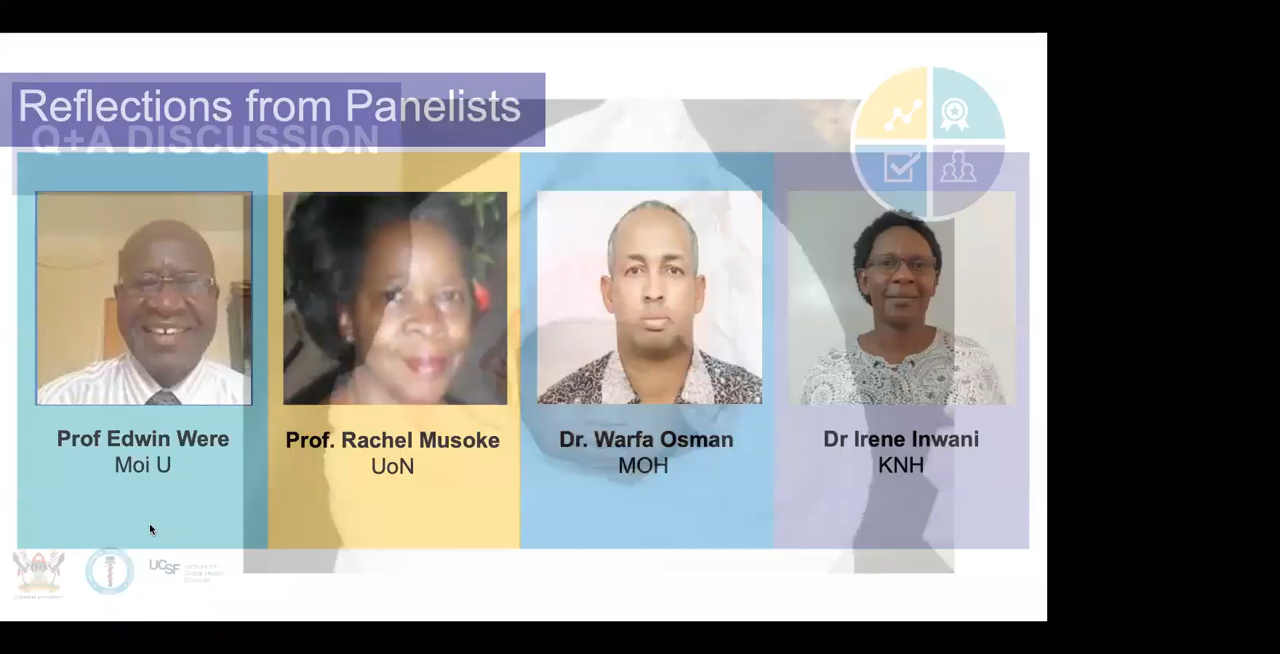 Reflections from Panelists
Q+A DISCUSSION
Prof Edwin Were
Moi U
Prof. Rachel Musoke
UoN
Dr. Warfa Osman
MOH
Dr Irene Inwani
KNH
UCSF